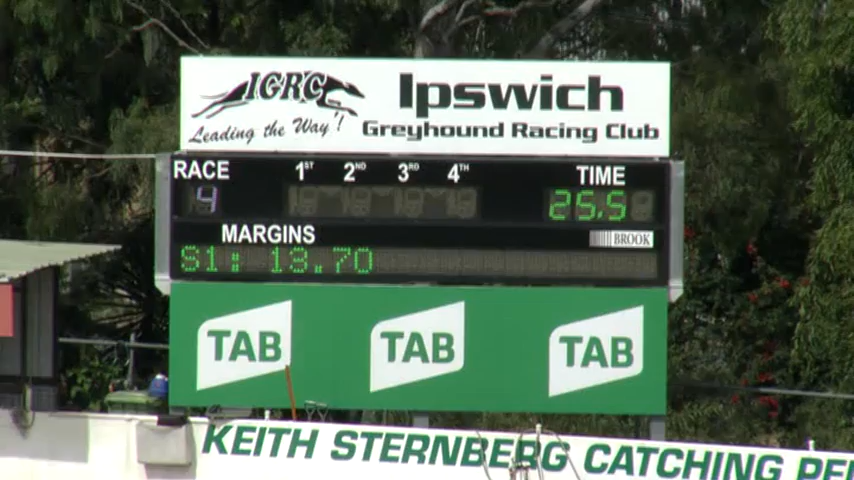 IGRC
Leading the Way!
Ipswich
Greyhound Racing Club
RACE 1ST 2ND 3RD 4TH TIME
4 25.5
MARGINS BROOK
S1: 13.70
TAB TAB TAB
KEITH STERNBERG CATCHING PE